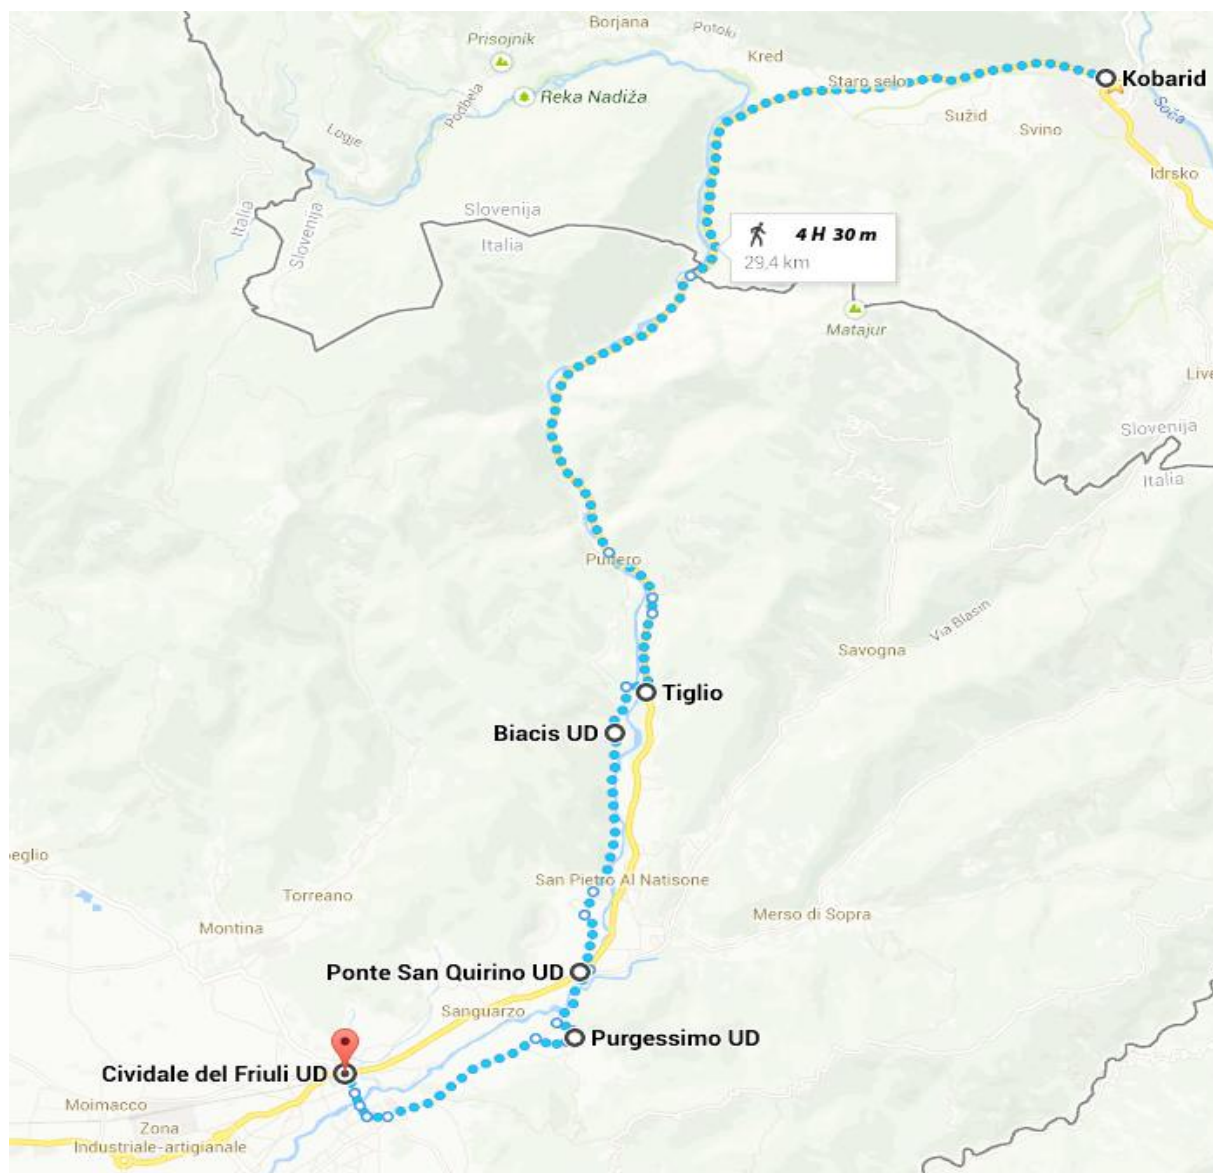 Borjana
Potoki
Prisojnik
Kred
Staro selo
Kobarid
Podbela
Reka Nadiža
Soča
Sužid
Svino
Logje
Idrsko
Slovenija
Italia
Italia
Slovenija
4 H 30 m
29,4 km
Matajur
Live
Slovenija
Italia
Pulfero
Via Blasin
Savogna
Tiglio
Biacis UD
eglio
San Pietro Al Natisone
Torreano
Merso di Sopra
Montina
Ponte San Quirino UD
Sanguarzo
Purgessimo UD
Cividale del Friuli UD
Moimacco
Zona
Industriale-artigianale